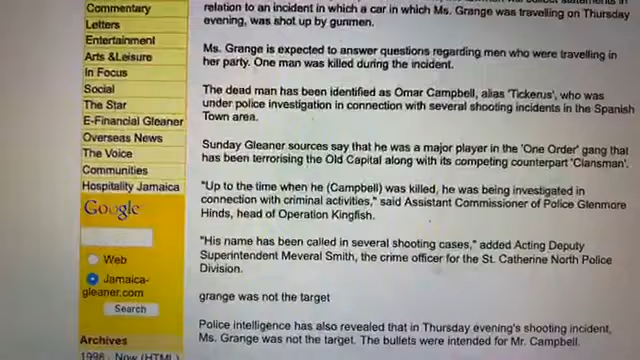 Commentary
Letters
Entertainment
Arts &Leisure
In Focus
Social
The Star
E-Financial Gleaner
Overseas News
The Voice
Communities
Hospitality Jamaica
Google
Web
Jamaica-
gleaner.com
Search
Archives
1998 - Now (HTML)
relation to an incident in which a car in which Ms. Grange was travelling on Thursday
evening, was shot up by gunmen.
Ms. Grange is expected to answer questions regarding men who were travelling in
her party. One man was killed during the incident.
The dead man has been identified as Omar Campbell, alias 'Tickerus', who was
under police investigation in connection with several shooting incidents in the Spanish
Town area.
Sunday Gleaner sources say that he was a major player in the 'One Order' gang that
has been terrorising the Old Capital along with its competing counterpart 'Clansman'.
"Up to the time when he (Campbell) was killed, he was being investigated in
connection with criminal activities," said Assistant Commissioner of Police Glenmore
Hinds, head of Operation Kingfish.
"His name has been called in several shooting cases," added Acting Deputy
Superintendent Meveral Smith, the crime officer for the St. Catherine North Police
Division.
grange was not the target
Police intelligence has also revealed that in Thursday evening's shooting incident,
Ms. Grange was not the target. The bullets were intended for Mr. Campbell.